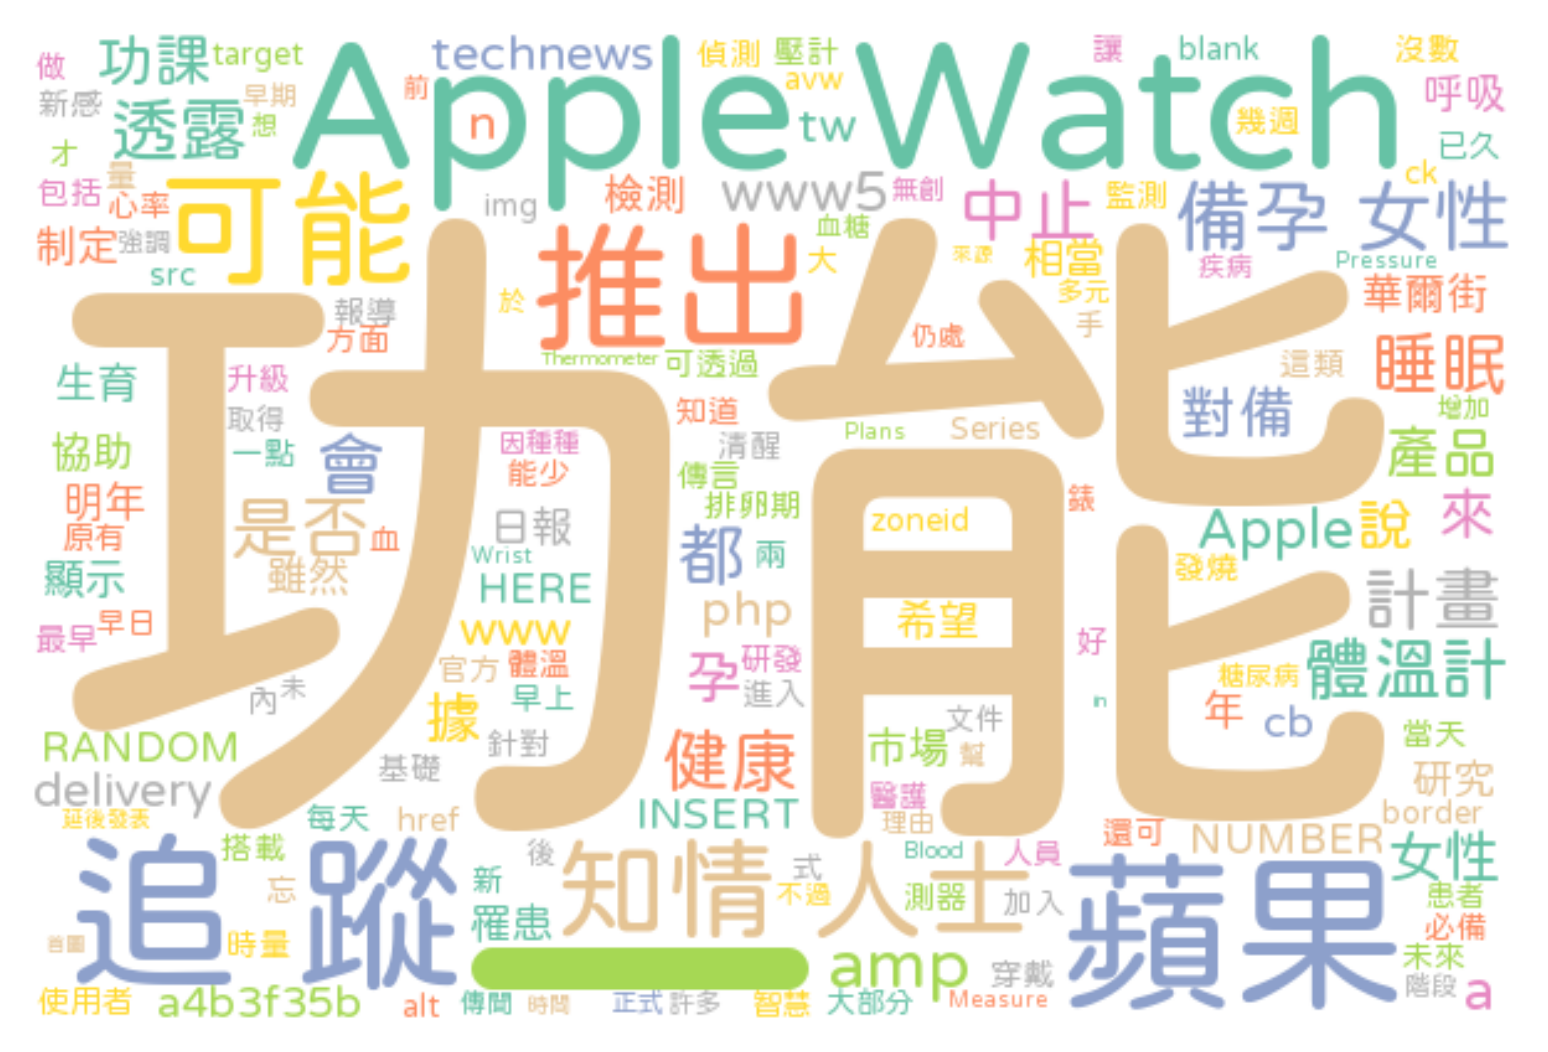 做 功課 target technews 偵測 壓計 讓 blank 沒數
Apple Watch
新感 透露 早期 前 n avw tw 幾週 呼吸
才 想 已久
包括 量 心率 可能 img 檢測 www5 無創 中止 監測 ck 備孕 女性
制定 強調 src 推出 血糖 大 來源 相當 疾病 Pressure
功能
報導 方面 於 仍處 多元 手 華爾街
生育 升級 Thermometer 可透過 這類 睡眠
取得 知道 對備 增加
協助 一點 會 因種種 清醒 Plans Series 產品
明年 能少 傳言 排卵期 錶
原有 是否 血 日報 zoneid Apple 說 來
顯示 雖然 Wrist 都 兩 發燒
HERE php 希望 計畫
最早 早日 www 官方 體溫 孕 研發 好 糖尿病 體溫計
內 未 據 早上 進入 in 年 cb
RANDOM 針對 健康 市場 文件 幫 當天
delivery 基礎 醫護 研究
延後發表 每天 href INSERT 理由 還可 NUMBER border
追蹤 搭載 後 知情人士 式 Blood 人員 蘋果 女性
忘 新 不過 測器 加入 患者
首圖 時量 罹患 必備
amp 穿戴 未來
使用者 a4b3f35b alt 傳聞 時間 正式 許多 智慧 大部分 Measure 階段 a